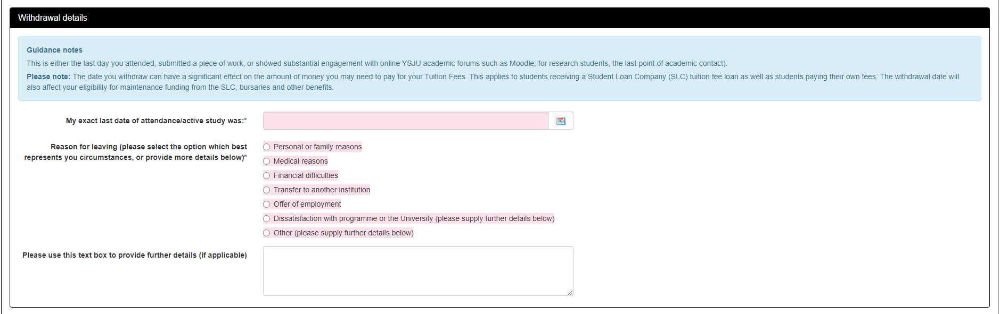 Withdrawal details
Guidance notes
This is either the last day you attended, submitted a piece of work, or showed substantial engagement with online YSJU academic forums such as Moodle; for research students, the last point of academic contact).
Please note: The date you withdraw can have a significant effect on the amount of money you may need to pay for your Tuition Fees. This applies to students receiving a Student Loan Company (SLC) tuition fee loan as well as students paying their own fees. The withdrawal date will
also affect your eligibility for maintenance funding from the SLC, bursaries and other benefits.
My exact last date of attendance/active study was:*
Reason for leaving (please select the option which best
represents you circumstances, or provide more details below)*
Personal or family reasons
Medical reasons
Financial difficulties
Transfer to another institution
Offer of employment
Dissatisfaction with programme or the University (please supply further details below)
Other (please supply further details below)
Please use this text box to provide further details (if applicable)